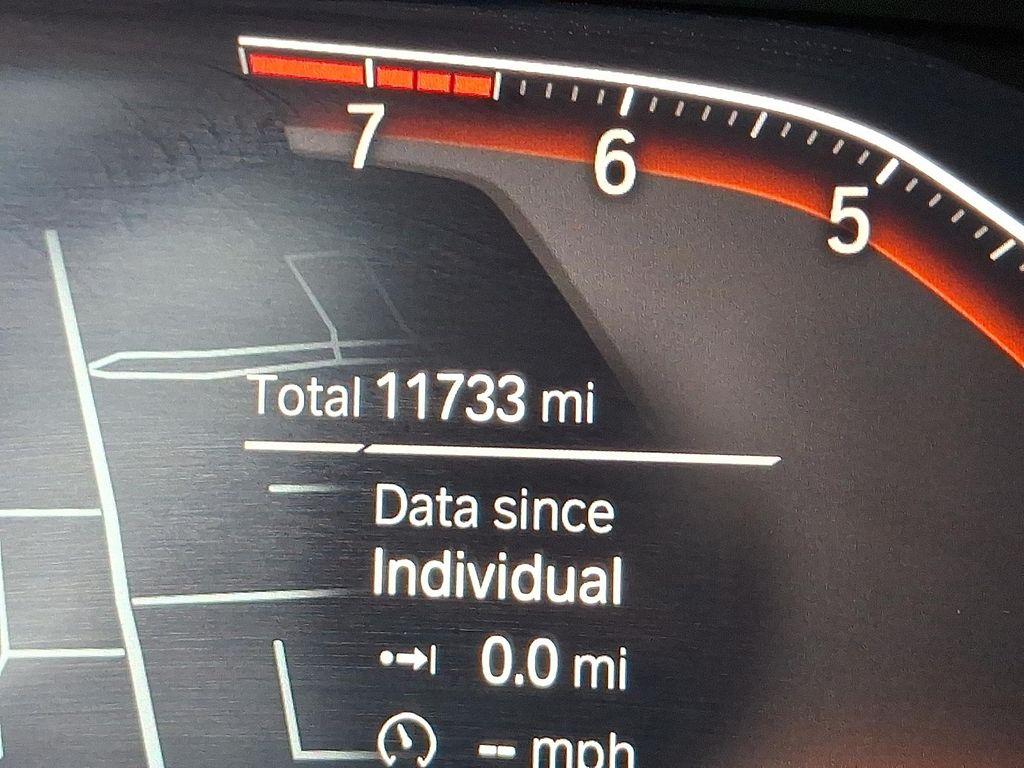 7
6
5
Total 11733 mi
Data since
Individual
0.0 mi
-- mph